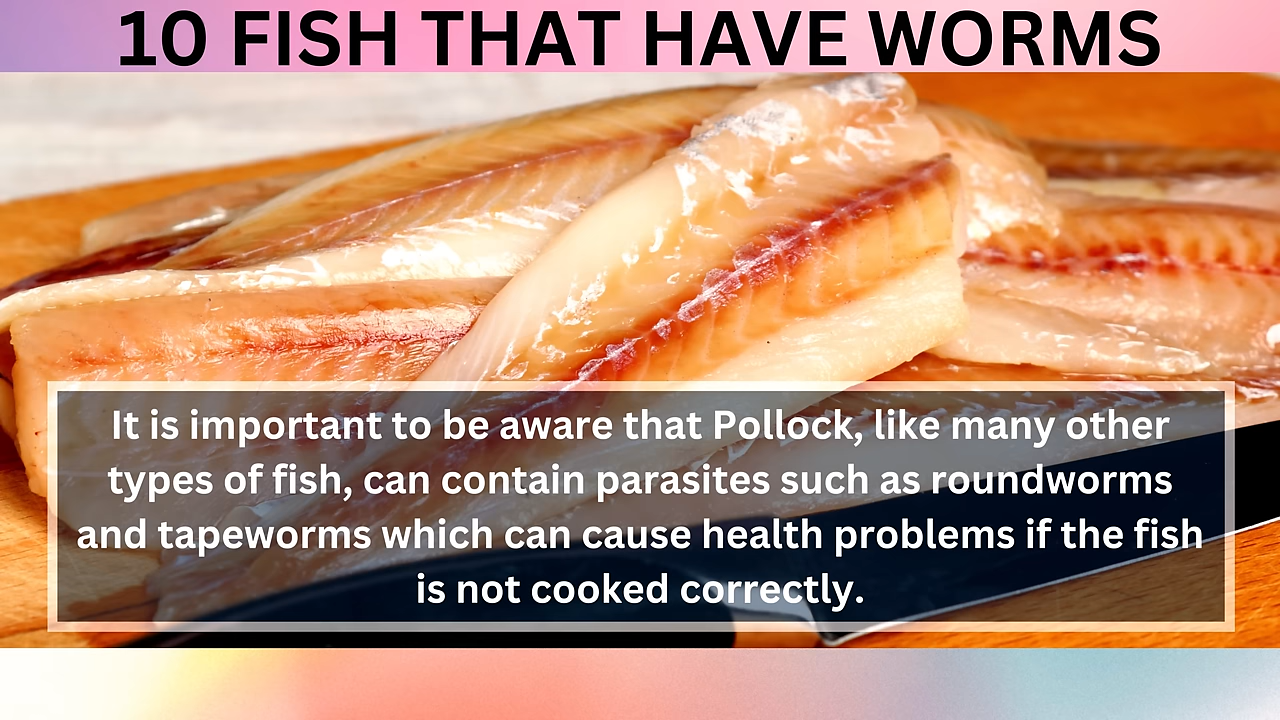 10 FISH THAT HAVE WORMS
It is important to be aware that Pollock, like many other
types of fish, can contain parasites such as roundworms
and tapeworms which can cause health problems if the fish
is not cooked correctly.